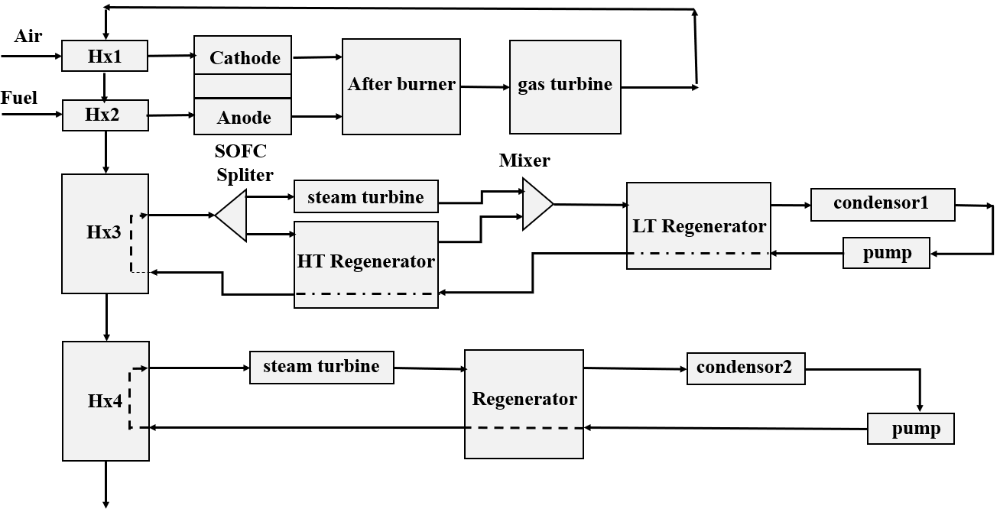 Air
Hx1
Cathode
After burner
gas turbine
Fuel
Hx2
Anode
SOFC
Spliter
Mixer
steam turbine
condensor1
Hx3
LT Regenerator
HT Regenerator
pump
steam turbine
condensor2
Hx4
Regenerator
pump